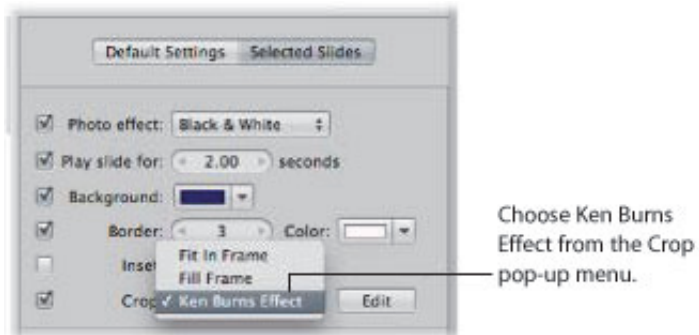 Default Settings Selected Slides
Photo effect: Black & White
Play slide for: 2.00 seconds
Background:
Border: 3 Color:
Inset
Fit In Frame
Fill Frame
Crop ✓ Ken Burns Effect Edit
Choose Ken Burns
Effect from the Crop
pop-up menu.